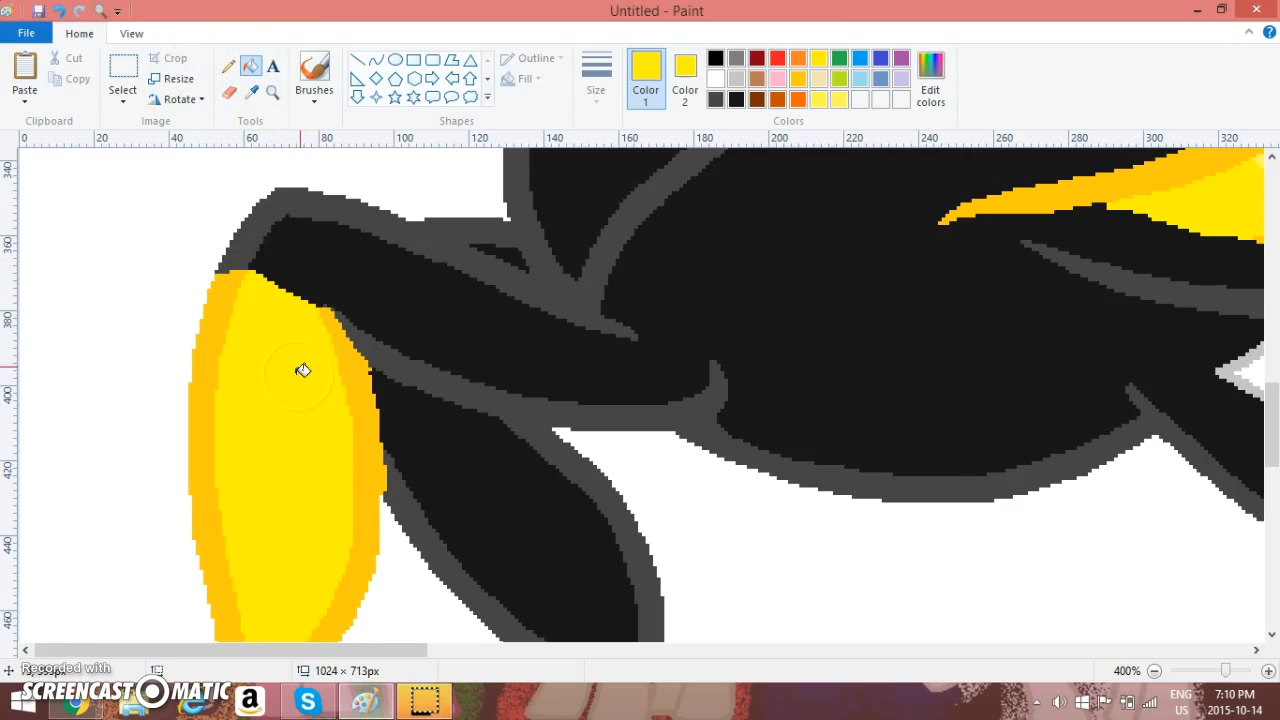 Untitled - Paint
File Home View
Paste
Cut
Copy
Clipboard
Select
Crop
Resize
Rotate
Image
A
Tools
Brushes
Shapes
Outline
Fill
Size
Color 1
Color 2
Edit colors
Colors
0 20 40 60 80 100 120 140 160 180 200 220 240 260 280 300 320
340
360
380
400
420
440
460
1024 × 713px
400%
Recorded with
SCREENCAST MATIC
ENG
US
7:10 PM
2015-10-14